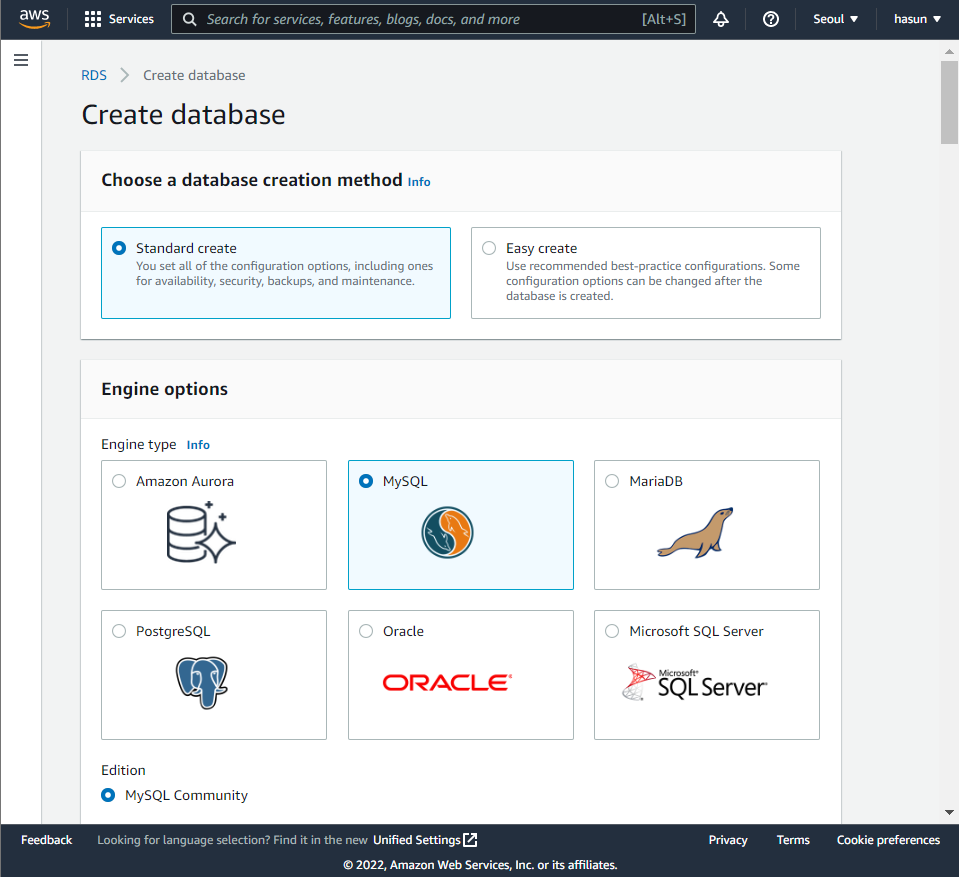 aws
Services
Search for services, features, blogs, docs, and more
[Alt+S]
Seoul
hasun
RDS
Create database
Create database
Choose a database creation method Info
Standard create
You set all of the configuration options, including ones
for availability, security, backups, and maintenance.
Easy create
Use recommended best-practice configurations. Some
configuration options can be changed after the
database is created.
Engine options
Engine type Info
Amazon Aurora
MySQL
MariaDB
PostgreSQL
Oracle
ORACLE
Microsoft SQL Server
Microsoft®
SQL Server
Edition
MySQL Community
Feedback
Looking for language selection? Find it in the new Unified Settings
Privacy
Terms
Cookie preferences
© 2022, Amazon Web Services, Inc. or its affiliates.